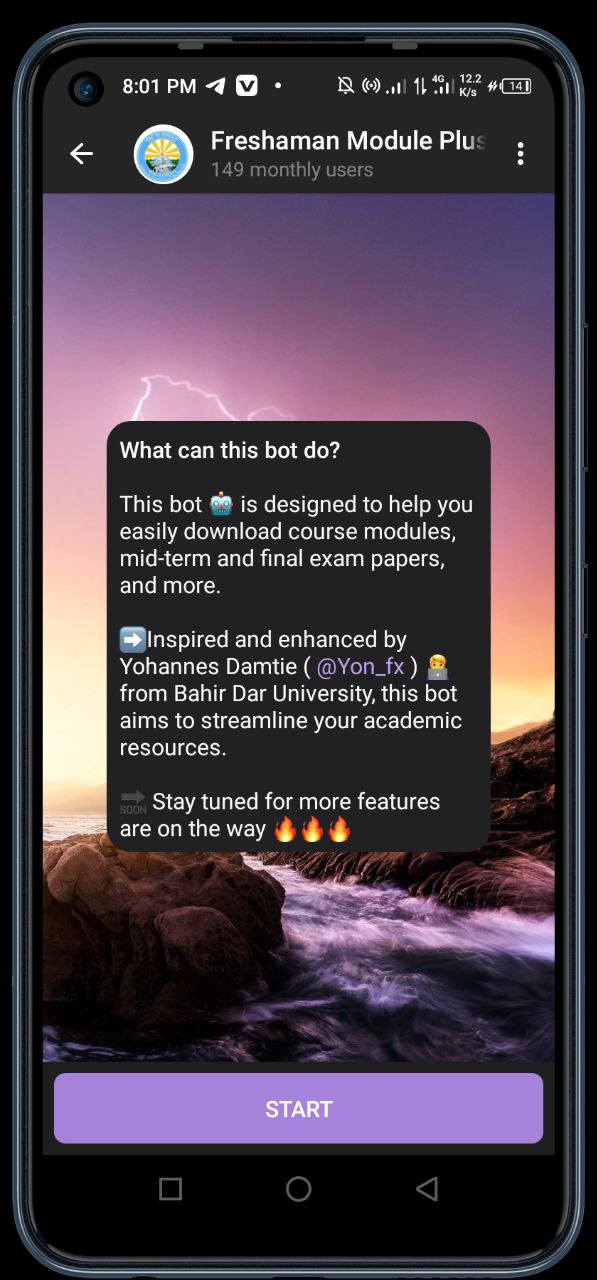 8:01 PM
4G
12.2
K/s
14
Freshaman Module Plus
149 monthly users
What can this bot do?
This bot 🤖 is designed to help you
easily download course modules,
mid-term and final exam papers,
and more.
➡️Inspired and enhanced by
Yohannes Damtie ( @Yon_fx ) 👨‍💻
from Bahir Dar University, this bot
aims to streamline your academic
resources.
🔜 Stay tuned for more features
are on the way 🔥🔥🔥
START